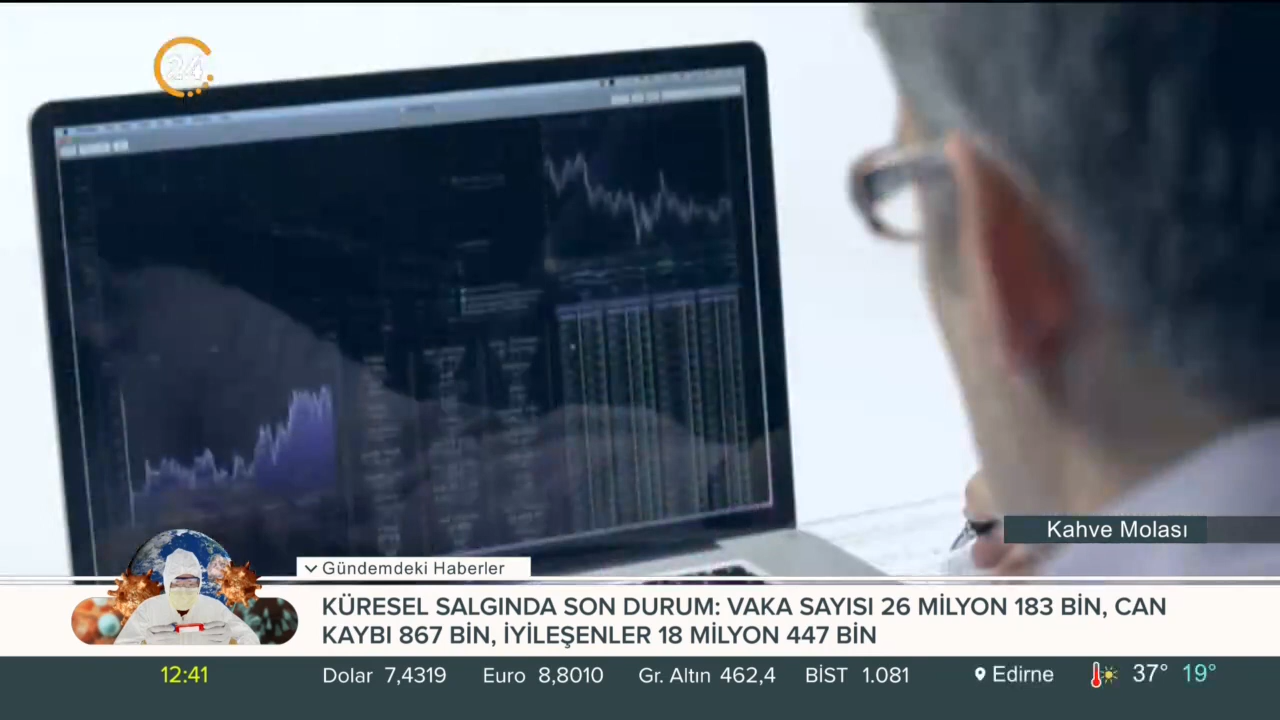 24
Kahve Molası
Gündemdeki Haberler
KÜRESEL SALGINDA SON DURUM: VAKA SAYISI 26 MİLYON 183 BİN, CAN
KAYBI 867 BİN, İYİLEŞENLER 18 MİLYON 447 BİN
12:41 Dolar 7,4319 Euro 8,8010 Gr. Altın 462,4 BİST 1.081 Edirne 37° 19°